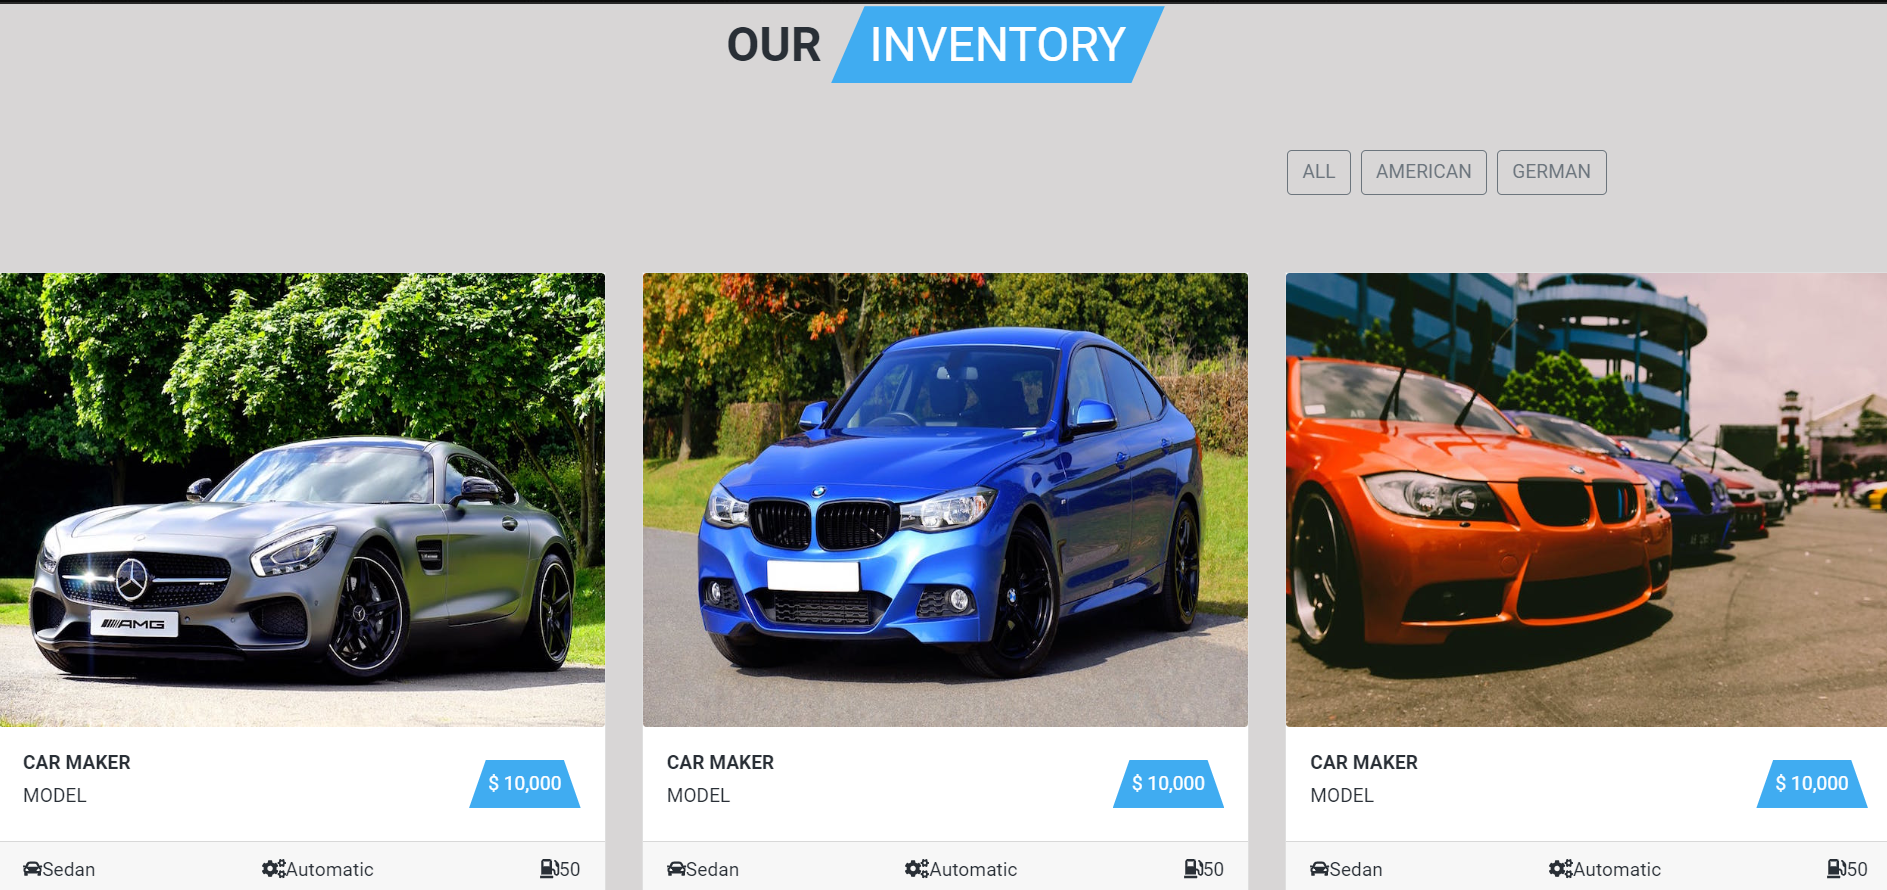 OUR INVENTORY
ALL AMERICAN GERMAN
AMG
CAR MAKER
MODEL
$ 10,000
Sedan Automatic 50
CAR MAKER
MODEL
$ 10,000
Sedan Automatic 50
CAR MAKER
MODEL
$ 10,000
Sedan Automatic 50